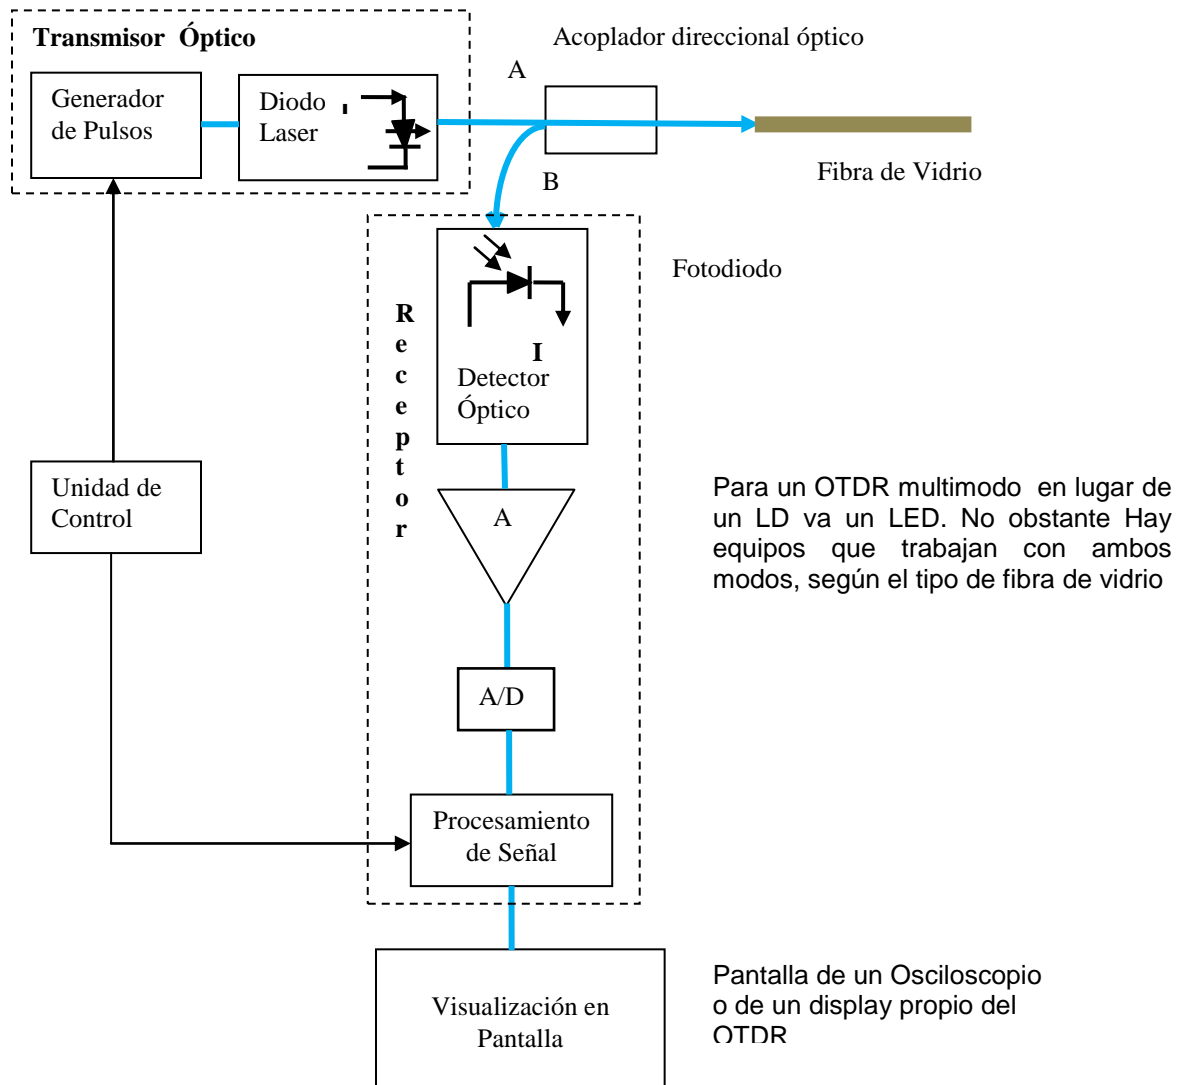 Transmisor Óptico
Generador
de Pulsos
Diodo
Laser
Acoplador direccional óptico
A
B
Fibra de Vidrio
Fotodiodo
Receptor
I
Detector
Óptico
A
A/D
Procesamiento
de Señal
Unidad de
Control
Para un OTDR multimodo en lugar de
un LD va un LED. No obstante Hay
equipos que trabajan con ambos
modos, según el tipo de fibra de vidrio
Visualización en
Pantalla
Pantalla de un Osciloscopio
o de un display propio del
OTDR